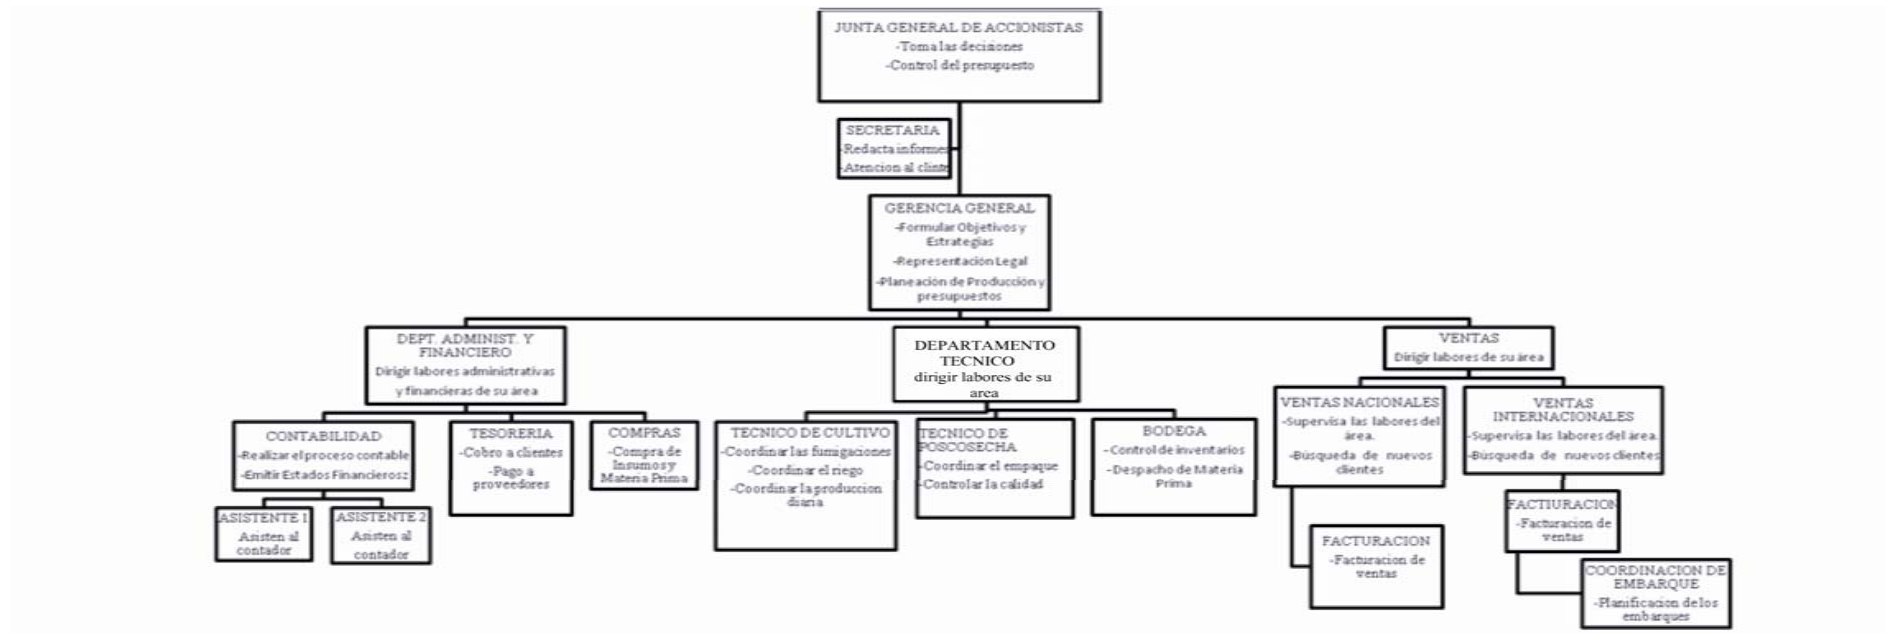 JUNTA GENERAL DE ACCIONISTAS
-Toma las decisiones
-Control del presupuesto
SECRETARIA
-Redacta informes
-Atencion al clinte
GERENCIA GENERAL
-Formular Objetivos y
Estrategias
-Representación Legal
-Planeación de Producción y
presupuestos
DEPT. ADMINIST. Y
FINANCIERO
Dirigir labores administrativas
y financieras de su área
DEPARTAMENTO
TECNICO
dirigir labores de su
area
VENTAS
Dirigir labores de su área
CONTABILIDAD
-Realizar el proceso contable
-Emitir Estados Financierosz
TESORERIA
-Cobro a clientes
-Pago a
proveedores
COMPRAS
-Compra de
Insumos y
Materia Prima
TECNICO DE CULTIVO
-Coordinar las fumigaciones
-Coordinar el riego
-Coordinar la produccion
diaria
TECNICO DE
POSCOSECHA
-Coordinar el empaque
-Controlar la calidad
BODEGA
-Control de inventarios
-Despacho de Materia
Prima
VENTAS NACIONALES
-Supervisa las labores del
área.
-Búsqueda de nuevos
clientes
VENTAS
INTERNACIONALES
-Supervisa las labores del área.
-Búsqueda de nuevos clientes
ASISTENTE 1
Asisten al
contador
ASISTENTE 2
Asisten al
contador
FACTURACION
-Facturacion de
ventas
FACTIURACION
-Facturacion de
ventas
COORDINACION DE
EMBARQUE
-Planificacion de los
embarques